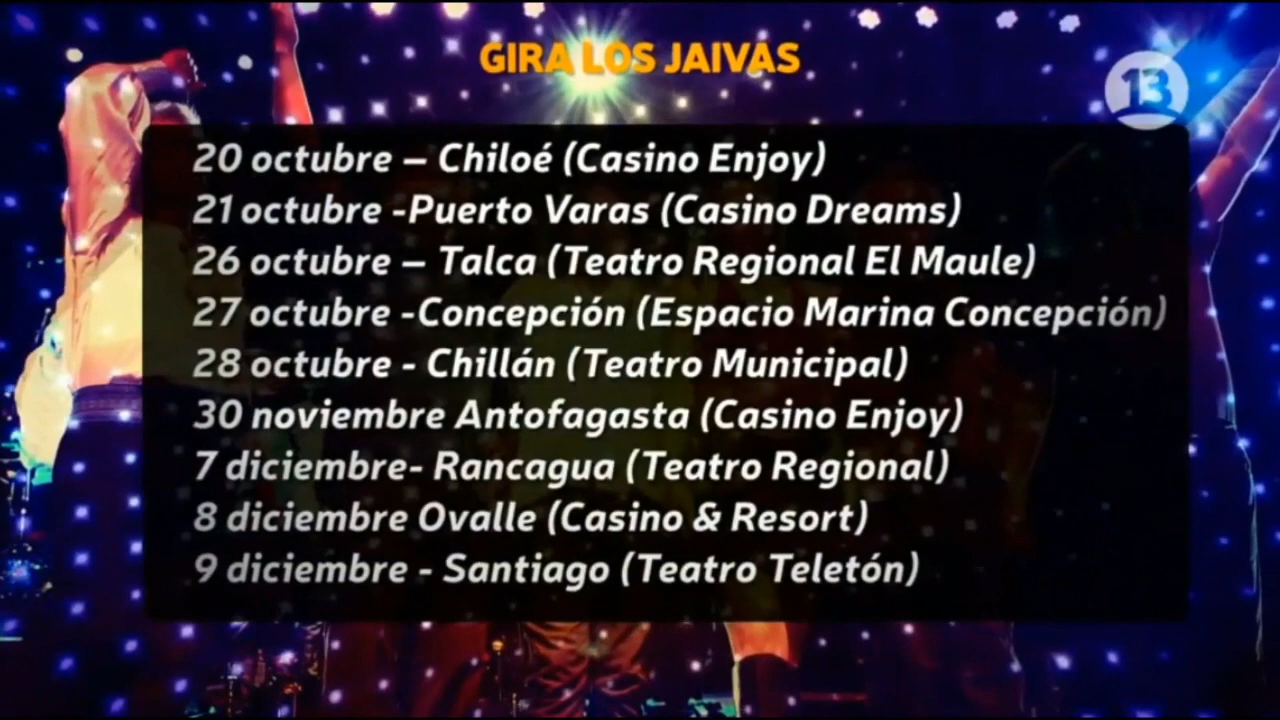 GIRA LOS JAIVAS
13
20 octubre – Chiloé (Casino Enjoy)
21 octubre -Puerto Varas (Casino Dreams)
26 octubre – Talca (Teatro Regional El Maule)
27 octubre -Concepción (Espacio Marina Concepción)
28 octubre - Chillán (Teatro Municipal)
30 noviembre Antofagasta (Casino Enjoy)
7 diciembre- Rancagua (Teatro Regional)
8 diciembre Ovalle (Casino & Resort)
9 diciembre - Santiago (Teatro Teletón)